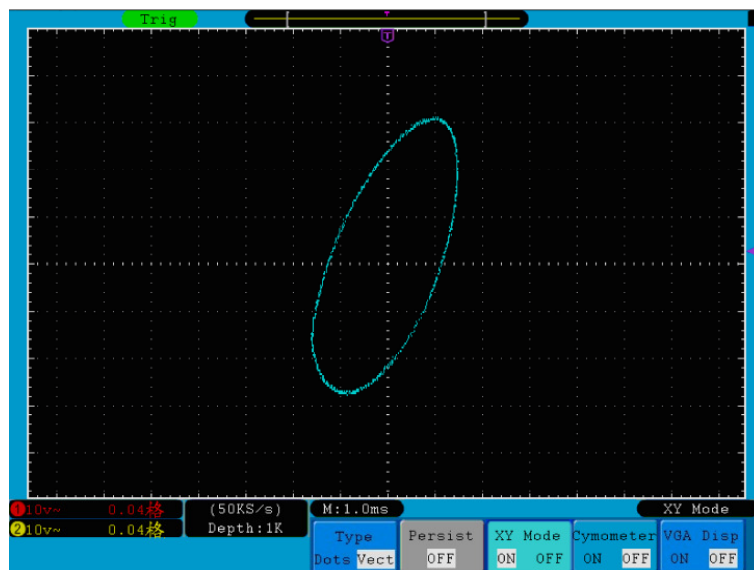 Trig
T
1 10v~ 0.04格 (50KS/s) M:1.0ms XY Mode
2 10v~ 0.04格 Depth:1K
Type Persist XY Mode Cymometer VGA Disp
Dots Vect OFF ON OFF ON OFF ON OFF